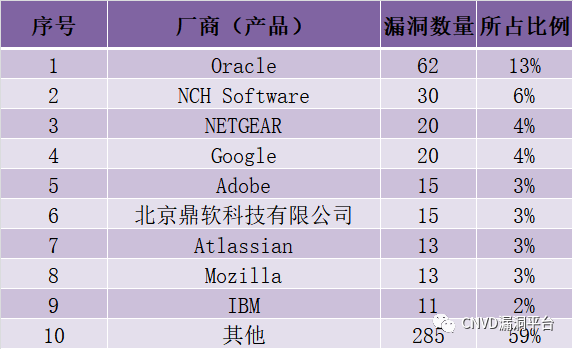 序号 厂商（产品） 漏洞数量 所占比例
1 Oracle 62 13%
2 NCH Software 30 6%
3 NETGEAR 20 4%
4 Google 20 4%
5 Adobe 15 3%
6 北京鼎软科技有限公司 15 3%
7 Atlassian 13 3%
8 Mozilla 13 3%
9 IBM 11 2%
CNVD漏洞平台
10 其他 285 59%